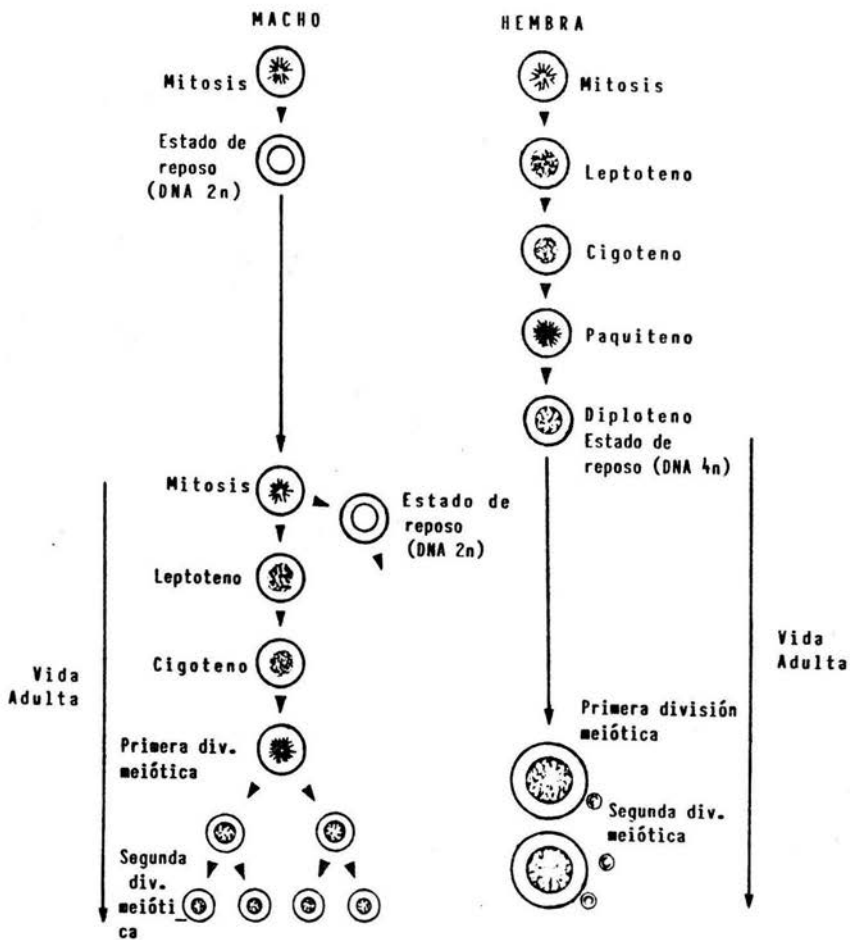 MACHO
Mitosis
Estado de
reposo
(DNA 2n)
Mitosis
Estado de
reposo
(DNA 2n)
Leptoteno
Cigoteno
Vida
Adulta
Primera div.
meiótica
Segunda
div.
meióti_
ca
HEMBRA
Mitosis
Leptoteno
Cigoteno
Paquiteno
Diploteno
Estado de
reposo (DNA 4n)
Vida
Adulta
Primera división
meiótica
Segunda div.
meiótica